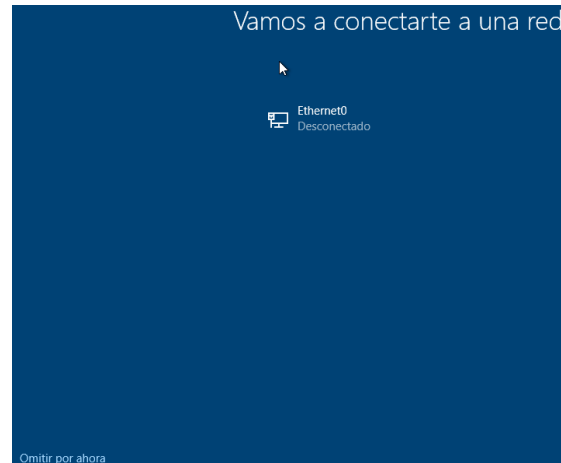 Vamos a conectarte a una red
Ethernet0
Desconectado
Omitir por ahora